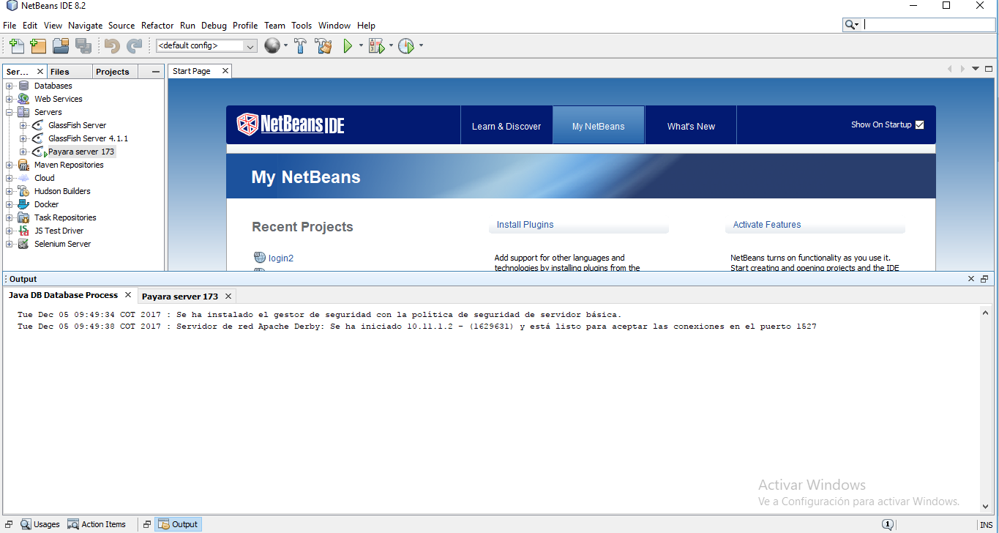 NetBeans IDE 8.2
File Edit View Navigate Source Refactor Run Debug Profile Team Tools Window Help
<default config>
Ser... Files Projects
Start Page
Databases
Web Services
Servers
GlassFish Server
GlassFish Server 4.1.1
Payara server 173
Maven Repositories
Cloud
Hudson Builders
Docker
Task Repositories
JS Test Driver
Selenium Server
NetBeans IDE
Learn & Discover
My NetBeans
What's New
Show On Startup
My NetBeans
Recent Projects
login2
Install Plugins
Add support for other languages and
technologies by installing plugins from the
Activate Features
NetBeans turns on functionality as you use it.
Start creating and opening projects and the IDE
Output
Java DB Database Process
Payara server 173
Tue Dec 05 09:49:34 COT 2017 : Se ha instalado el gestor de seguridad con la política de seguridad de servidor básica.
Tue Dec 05 09:49:38 COT 2017 : Servidor de red Apache Derby: Se ha iniciado 10.11.1.2 - (1629631) y está listo para aceptar las conexiones en el puerto 1527
Activar Windows
Ve a Configuración para activar Windows.
Usages Action Items Output
1
INS